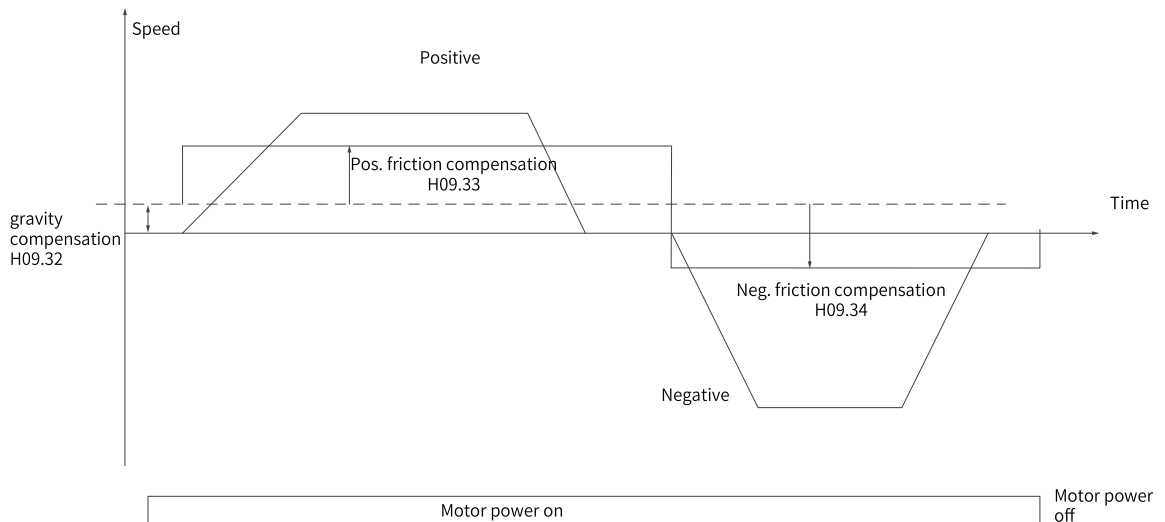 Speed
Positive
Pos. friction compensation
H09.33
Time
gravity
compensation
H09.32
Neg. friction compensation
H09.34
Negative
Motor power on
Motor power
off